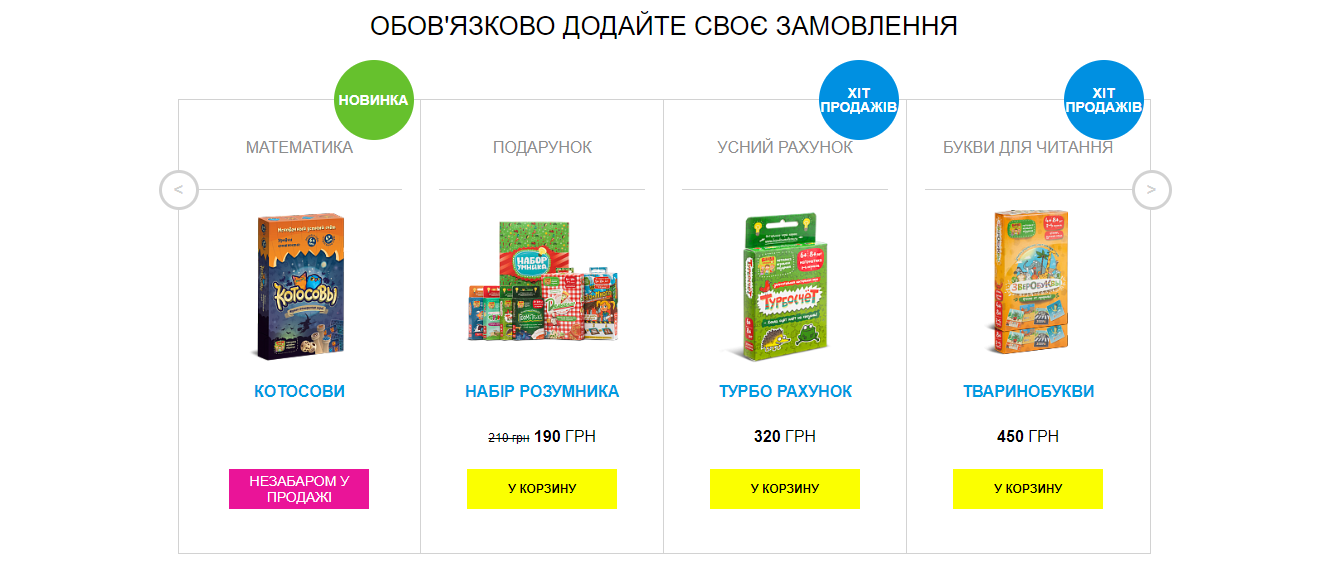 ОБОВ'ЯЗКОВО ДОДАЙТЕ СВОЄ ЗАМОВЛЕННЯ
НОВИНКА
ХІТ
ПРОДАЖІВ
ХІТ
ПРОДАЖІВ
МАТЕМАТИКА
ПОДАРУНОК
УСНИЙ РАХУНОК
БУКВИ ДЛЯ ЧИТАННЯ
<
>
КОТОСОВЫ
НАБОР
УМНИКА
ТУРБОСЧЁТ
ЗВЕРОБУКВЫ
КОТОСОВИ
НАБІР РОЗУМНИКА
ТУРБО РАХУНОК
ТВАРИНОБУКВИ
210 грн 190 ГРН
320 ГРН
450 ГРН
НЕЗАБАРОМ У
ПРОДАЖІ
У КОРЗИНУ
У КОРЗИНУ
У КОРЗИНУ